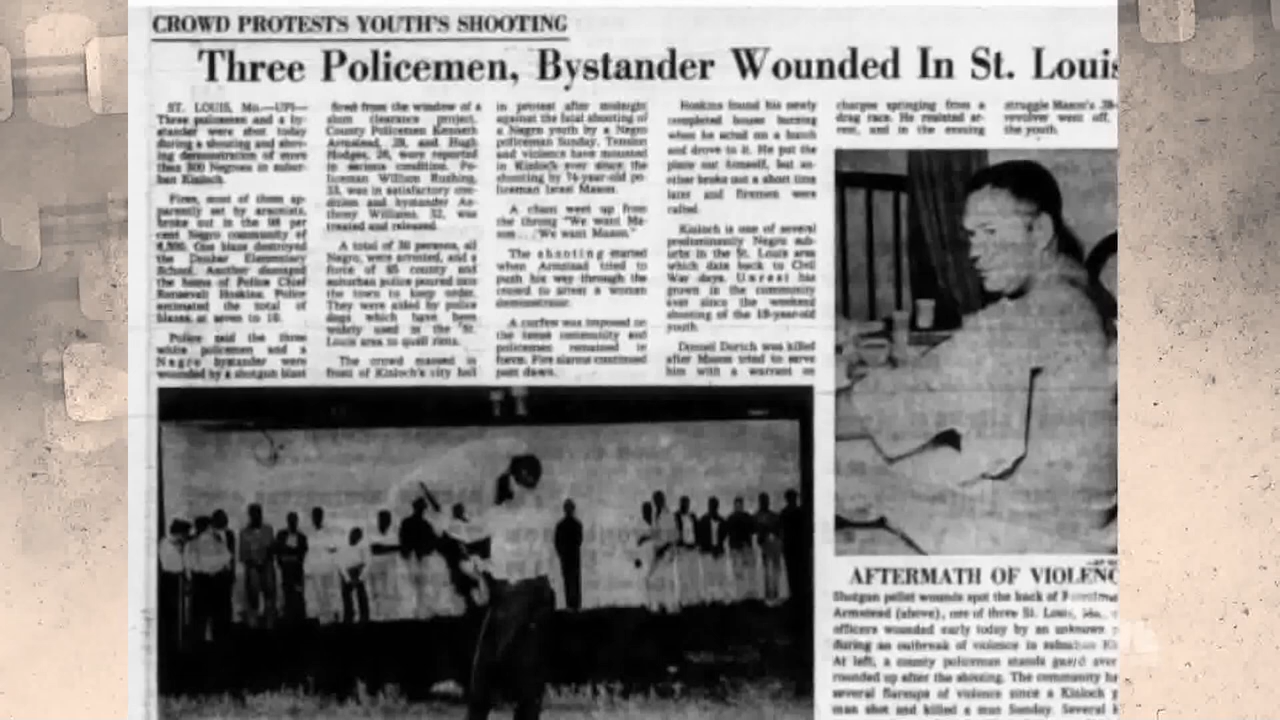 CROWD PROTESTS YOUTH'S SHOOTING
Three Policemen, Bystander Wounded In St. Louis
ST. LOUIS, Mo.—UPI—
Three policemen and a by-
stander were shot today
during a shooting and shov-
ing demonstration of more
than 800 Negroes in subur-
ban Kinloch.
Fires, most of them ap-
parently set by arsonists,
broke out in the 98 per
cent Negro community of
One blaze destroyed
the Dunbar Elementary
School. Another damaged
the home of Police Chief
Roosevelt Hoskins. Police
estimated the total of
blazes at seven to 10.
Police said the three
white policemen and a
Negro bystander were
wounded by a shotgun blast
fired from the window of a
slum clearance project.
County Policemen Kenneth
Armstead, and Hugh
Hodges, 26, were reported
in serious condition. Po-
liceman William Rushing,
33, was in satisfactory con-
dition and bystander An-
thony Williams, 32, was
treated and released.
A total of persons, all
Negro, were arrested, and a
force of 85 county and
suburban police poured into
the town to keep order.
They were aided by police
dogs which have been
widely used in the St.
Louis area to quell riots.
The crowd massed in
front of Kinloch's city hall
in protest after midnight
against the fatal shooting of
a Negro youth by a Negro
policeman Sunday. Tension
and violence have mounted
in Kinloch ever since the
shooting by 74-year-old po-
liceman Israel Mason.
A chant went up from
the throng "We want Ma-
son . . . "We want Mason."
The shooting started
when Armstead tried to
push his way through the
crowd to arrest a woman
demonstrator.
A curfew was imposed on
the tense community and
policemen remained in
force. Fire alarms continued
past dawn.
Hoskins found his newly
completed house burning
when he acted on a hunch
and drove to it. He put the
place out himself, but an-
other broke out a short time
later and firemen were
called.
Kinloch is one of several
predominantly Negro sub-
urbs in the St. Louis area
which date back to Civil
War days. Unrest has
grown in the community
ever since the weekend
shooting of the 18-year-old
youth.
Donnel Dortch was killed
after Mason tried to serve
him with a warrant on
charges springing from a
drag race. He resisted ar-
rest, and in the ensuing
struggle Mason's .38-
revolver went off,
the youth.
AFTERMATH OF VIOLENC
Shotgun pellet wounds spot the back of
Armstead (above), one of three St. Louis, Mo.,
officers wounded early today by an unknown
during an outbreak of violence in suburban
At left, a county policeman stands guard over
rounded up after the shooting. The community
several flareups of violence since a Kinloch
man shot and killed a man Sunday. Several